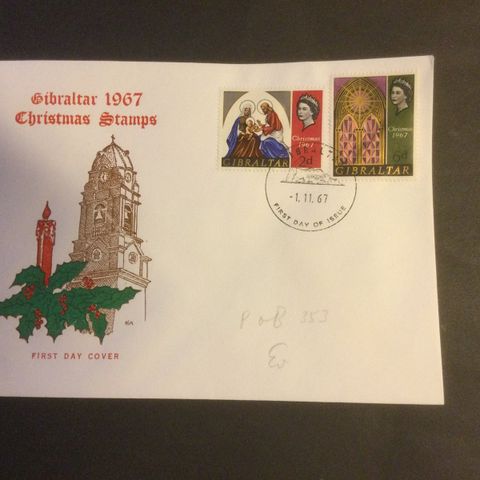 Gibraltar 1967
Christmas Stamps
FIRST DAY COVER
Christmas
1967
2d
GIBRALTAR
Christmas
1967
6d
GIBRALTAR
-1.11.67
FIRST DAY OF ISSUE
P o B 353